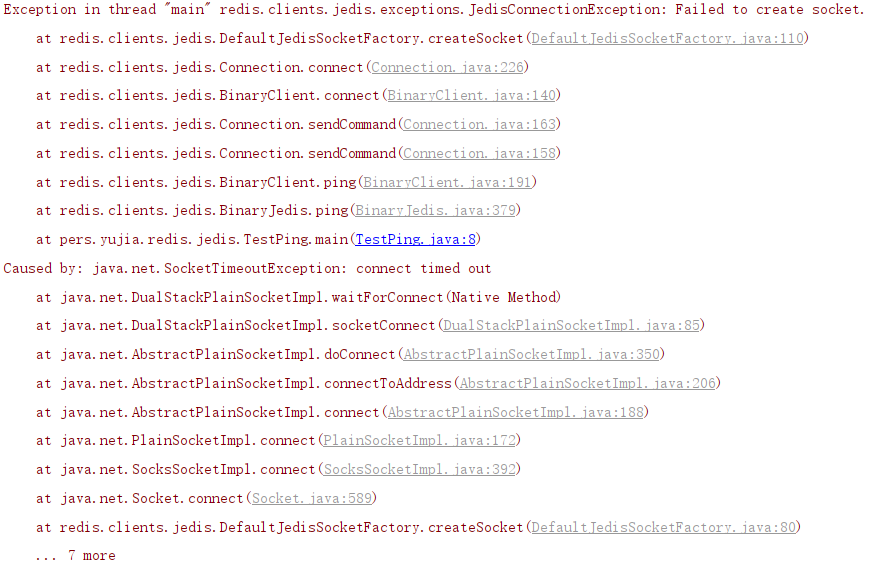 Exception in thread "main" redis.clients.jedis.exceptions.JedisConnectionException: Failed to create socket.
at redis.clients.jedis.DefaultJedisSocketFactory.createSocket(DefaultJedisSocketFactory.java:110)
at redis.clients.jedis.Connection.connect(Connection.java:226)
at redis.clients.jedis.BinaryClient.connect(BinaryClient.java:140)
at redis.clients.jedis.Connection.sendCommand(Connection.java:163)
at redis.clients.jedis.Connection.sendCommand(Connection.java:158)
at redis.clients.jedis.BinaryClient.ping(BinaryClient.java:191)
at redis.clients.jedis.BinaryJedis.ping(BinaryJedis.java:379)
at pers.yujia.redis.jedis.TestPing.main(TestPing.java:8)
Caused by: java.net.SocketTimeoutException: connect timed out
at java.net.DualStackPlainSocketImpl.waitForConnect(Native Method)
at java.net.DualStackPlainSocketImpl.socketConnect(DualStackPlainSocketImpl.java:85)
at java.net.AbstractPlainSocketImpl.doConnect(AbstractPlainSocketImpl.java:350)
at java.net.AbstractPlainSocketImpl.connectToAddress(AbstractPlainSocketImpl.java:206)
at java.net.AbstractPlainSocketImpl.connect(AbstractPlainSocketImpl.java:188)
at java.net.PlainSocketImpl.connect(PlainSocketImpl.java:172)
at java.net.SocksSocketImpl.connect(SocksSocketImpl.java:392)
at java.net.Socket.connect(Socket.java:589)
at redis.clients.jedis.DefaultJedisSocketFactory.createSocket(DefaultJedisSocketFactory.java:80)
... 7 more